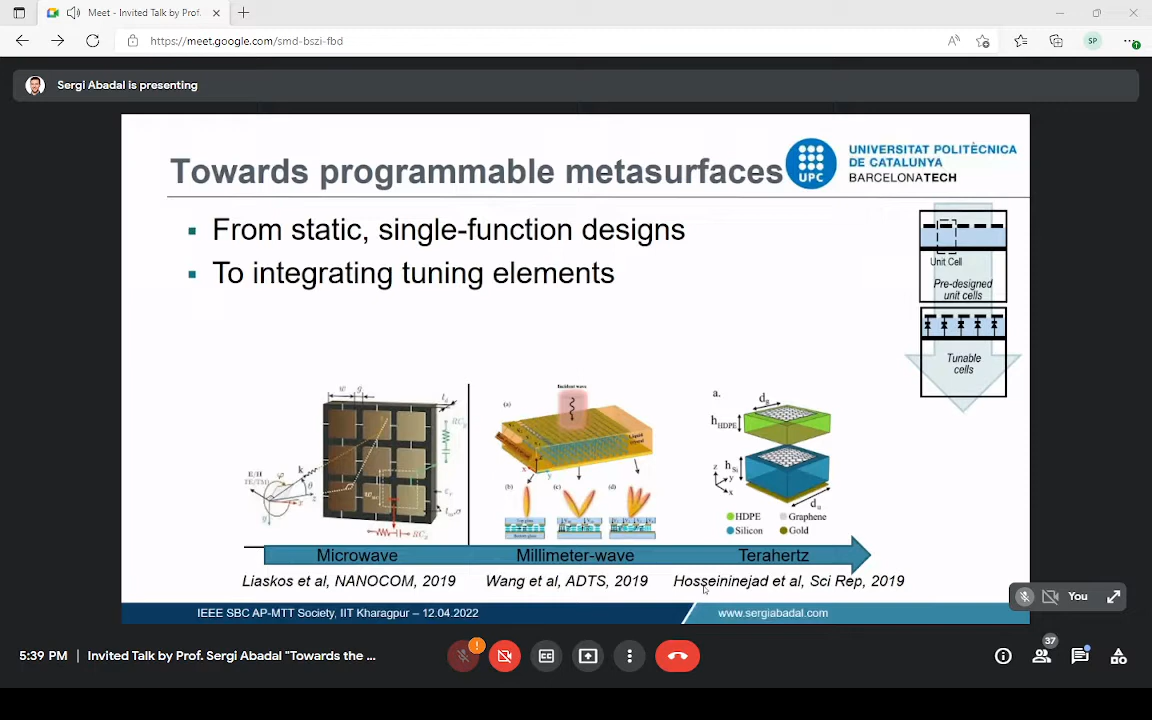 Meet - Invited Talk by Prof.
https://meet.google.com/smd-bszi-fbd
SP
Sergi Abadal is presenting
Towards programmable metasurfaces
UPC
UNIVERSITAT POLITÈCNICA
DE CATALUNYA
BARCELONATECH
From static, single-function designs
To integrating tuning elements
Unit Cell
Pre-designed
unit cells
Tunable
cells
w g
E/H
k
θ
z
x
(a)
Incident wave
x
y
(b) (c) (d)
a.
HDPE
Graphene
Silicon
Gold
Microwave
Millimeter-wave
Terahertz
Liaskos et al, NANOCOM, 2019
Wang et al, ADTS, 2019
Hosseininejad et al, Sci Rep, 2019
IEEE SBC AP-MTT Society, IIT Kharagpur – 12.04.2022
www.sergiabadal.com
You
5:39 PM | Invited Talk by Prof. Sergi Abadal "Towards the ...
37